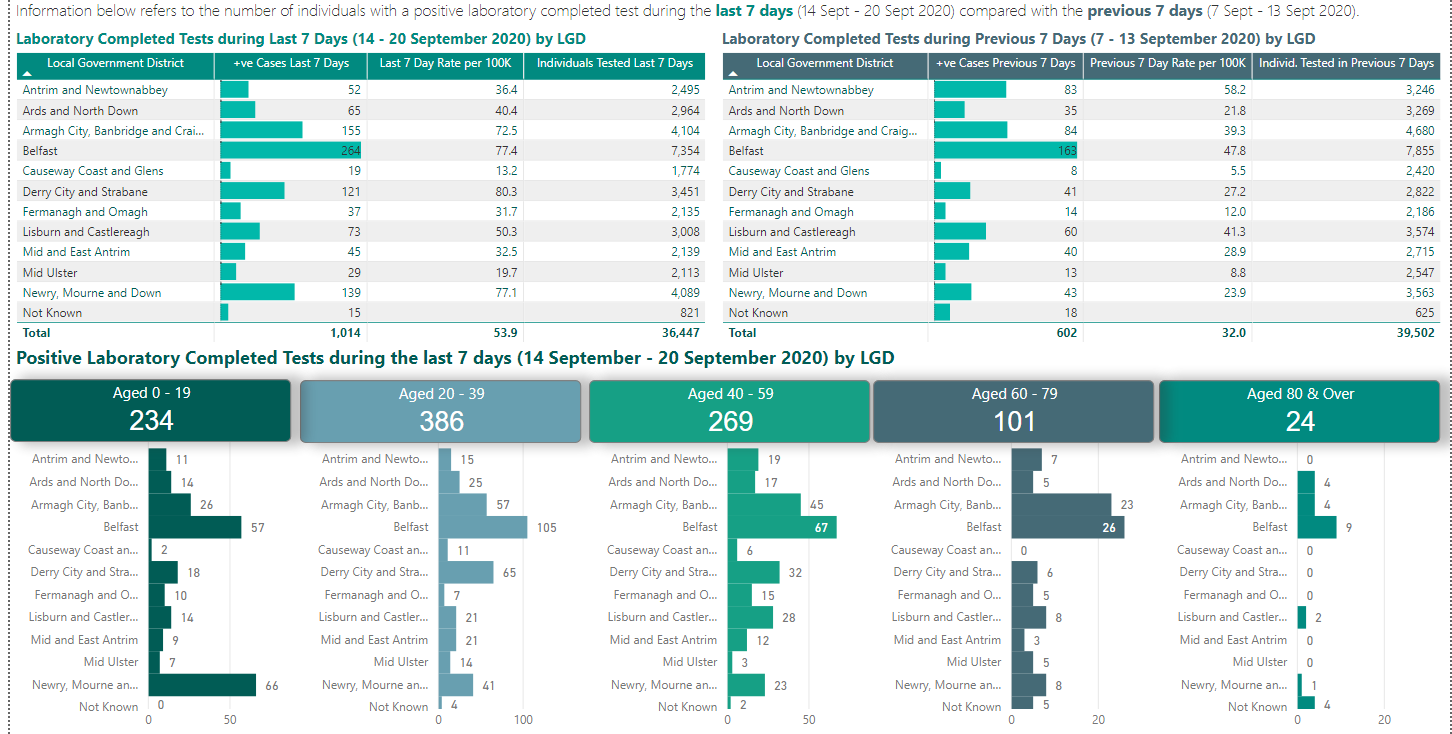 Information below refers to the number of individuals with a positive laboratory completed test during the last 7 days (14 Sept - 20 Sept 2020) compared with the previous 7 days (7 Sept - 13 Sept 2020).
Laboratory Completed Tests during Last 7 Days (14 - 20 September 2020) by LGD
Local Government District +ve Cases Last 7 Days Last 7 Day Rate per 100K Individuals Tested Last 7 Days
Antrim and Newtownabbey 52 36.4 2,495
Ards and North Down 65 40.4 2,964
Armagh City, Banbridge and Crai... 155 72.5 4,104
Belfast 264 77.4 7,354
Causeway Coast and Glens 19 13.2 1,774
Derry City and Strabane 121 80.3 3,451
Fermanagh and Omagh 37 31.7 2,135
Lisburn and Castlereagh 73 50.3 3,008
Mid and East Antrim 45 32.5 2,139
Mid Ulster 29 19.7 2,113
Newry, Mourne and Down 139 77.1 4,089
Not Known 15 821
Total 1,014 53.9 36,447
Laboratory Completed Tests during Previous 7 Days (7 - 13 September 2020) by LGD
Local Government District +ve Cases Previous 7 Days Previous 7 Day Rate per 100K Individ. Tested in Previous 7 Days
Antrim and Newtownabbey 83 58.2 3,246
Ards and North Down 35 21.8 3,269
Armagh City, Banbridge and Craig... 84 39.3 4,680
Belfast 163 47.8 7,855
Causeway Coast and Glens 8 5.5 2,420
Derry City and Strabane 41 27.2 2,822
Fermanagh and Omagh 14 12.0 2,186
Lisburn and Castlereagh 60 41.3 3,574
Mid and East Antrim 40 28.9 2,715
Mid Ulster 13 8.8 2,547
Newry, Mourne and Down 43 23.9 3,563
Not Known 18 625
Total 602 32.0 39,502
Positive Laboratory Completed Tests during the last 7 days (14 September - 20 September 2020) by LGD
Aged 0 - 19
234
Antrim and Newto... 11
Ards and North Do... 14
Armagh City, Banb... 26
Belfast 57
Causeway Coast an... 2
Derry City and Stra... 18
Fermanagh and O... 10
Lisburn and Castler... 14
Mid and East Antrim 9
Mid Ulster 7
Newry, Mourne an... 66
Not Known 0
0 50
Aged 20 - 39
386
Antrim and Newto... 15
Ards and North Do... 25
Armagh City, Banb... 57
Belfast 105
Causeway Coast an... 11
Derry City and Stra... 65
Fermanagh and O... 7
Lisburn and Castler... 21
Mid and East Antrim 21
Mid Ulster 14
Newry, Mourne an... 41
Not Known 4
0 100
Aged 40 - 59
269
Antrim and Newto... 19
Ards and North Do... 17
Armagh City, Banb... 45
Belfast 67
Causeway Coast an... 6
Derry City and Stra... 32
Fermanagh and O... 15
Lisburn and Castler... 28
Mid and East Antrim 12
Mid Ulster 3
Newry, Mourne an... 23
Not Known 2
0 50
Aged 60 - 79
101
Antrim and Newto... 7
Ards and North Do... 5
Armagh City, Banb... 23
Belfast 26
Causeway Coast an... 0
Derry City and Stra... 6
Fermanagh and O... 5
Lisburn and Castler... 8
Mid and East Antrim 3
Mid Ulster 5
Newry, Mourne an... 8
Not Known 5
0 20
Aged 80 & Over
24
Antrim and Newto... 0
Ards and North Do... 4
Armagh City, Banb... 4
Belfast 9
Causeway Coast an... 0
Derry City and Stra... 0
Fermanagh and O... 0
Lisburn and Castler... 2
Mid and East Antrim 0
Mid Ulster 0
Newry, Mourne an... 1
Not Known 4
0 20